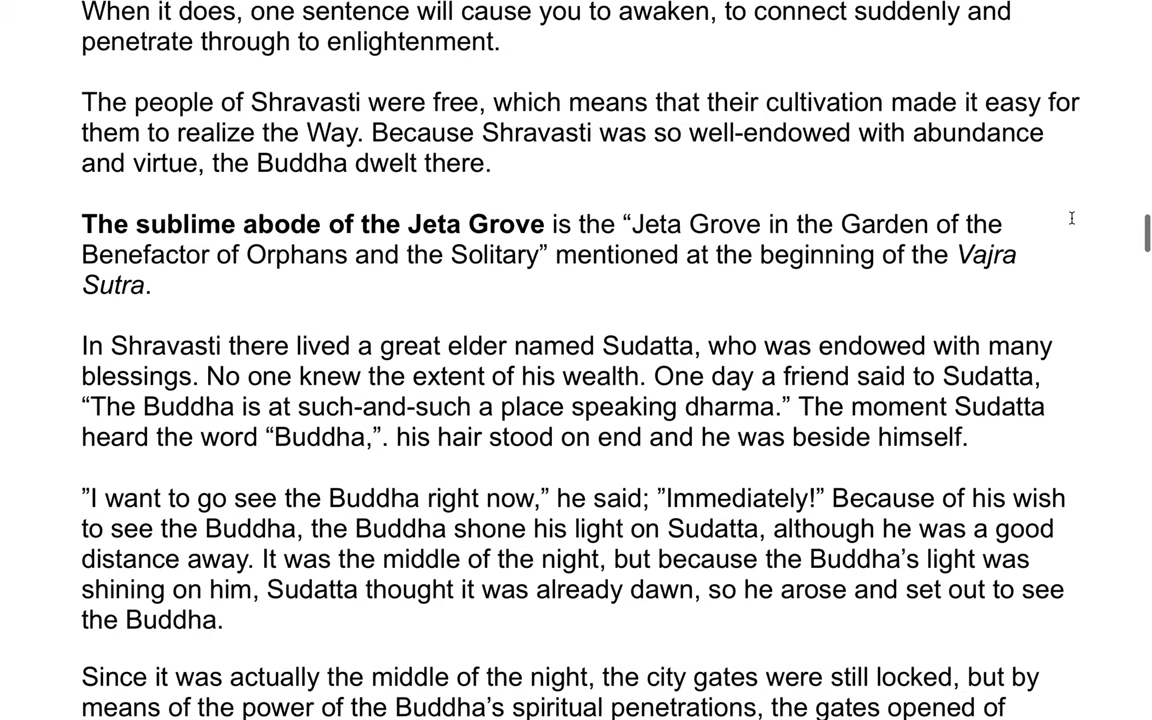 When it does, one sentence will cause you to awaken, to connect suddenly and
penetrate through to enlightenment.
The people of Shravasti were free, which means that their cultivation made it easy for
them to realize the Way. Because Shravasti was so well-endowed with abundance
and virtue, the Buddha dwelt there.
The sublime abode of the Jeta Grove is the “Jeta Grove in the Garden of the
Benefactor of Orphans and the Solitary” mentioned at the beginning of the Vajra
Sutra.
In Shravasti there lived a great elder named Sudatta, who was endowed with many
blessings. No one knew the extent of his wealth. One day a friend said to Sudatta,
“The Buddha is at such-and-such a place speaking dharma.” The moment Sudatta
heard the word “Buddha,”. his hair stood on end and he was beside himself.
”I want to go see the Buddha right now,” he said; ”Immediately!” Because of his wish
to see the Buddha, the Buddha shone his light on Sudatta, although he was a good
distance away. It was the middle of the night, but because the Buddha’s light was
shining on him, Sudatta thought it was already dawn, so he arose and set out to see
the Buddha.
Since it was actually the middle of the night, the city gates were still locked, but by
means of the power of the Buddha’s spiritual penetrations, the gates opened of